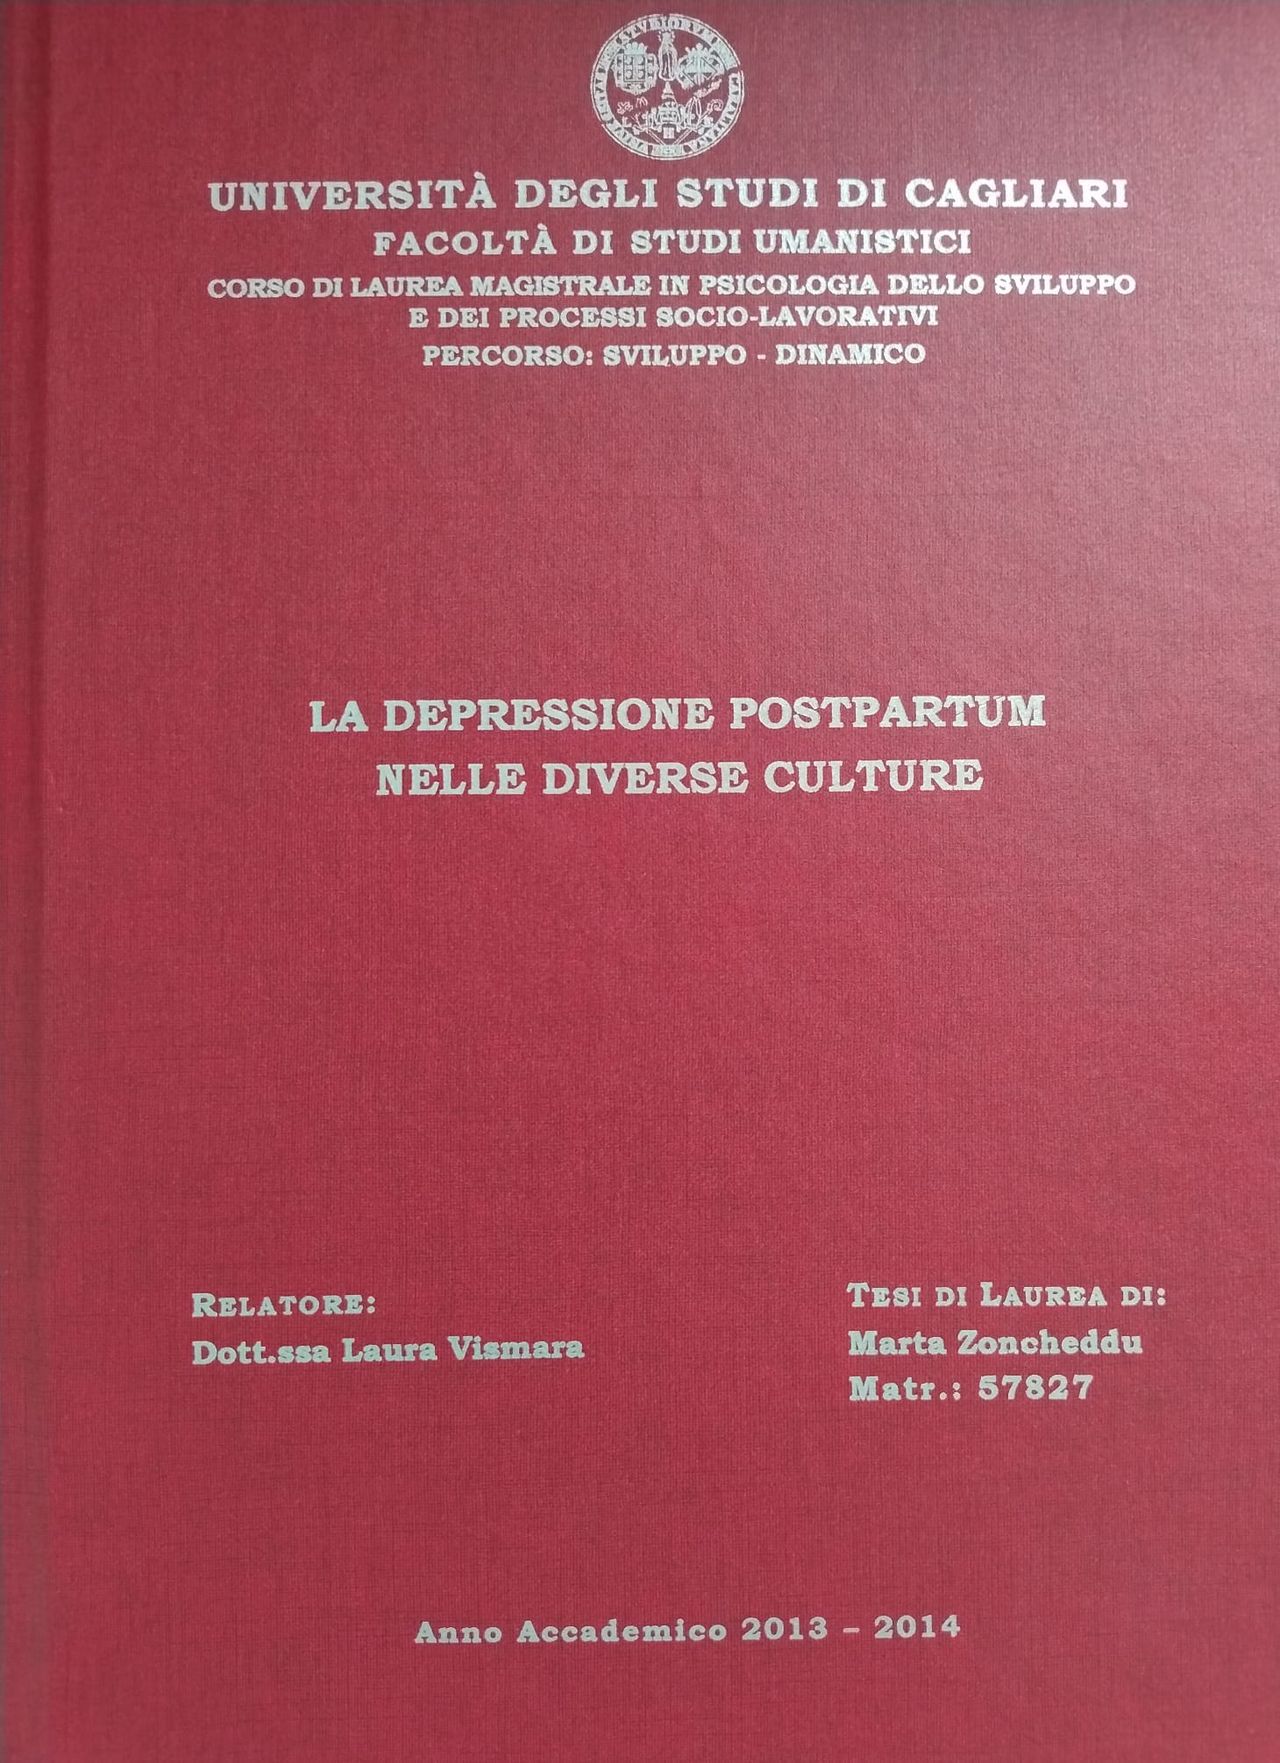 UNIVERSITÀ DEGLI STUDI DI CAGLIARI
FACOLTÀ DI STUDI UMANISTICI
CORSO DI LAUREA MAGISTRALE IN PSICOLOGIA DELLO SVILUPPO
E DEI PROCESSI SOCIO-LAVORATIVI
PERCORSO: SVILUPPO - DINAMICO
LA DEPRESSIONE POSTPARTUM
NELLE DIVERSE CULTURE
RELATORE:
Dott.ssa Laura Vismara
TESI DI LAUREA DI:
Marta Zoncheddu
Matr.: 57827
Anno Accademico 2013 – 2014